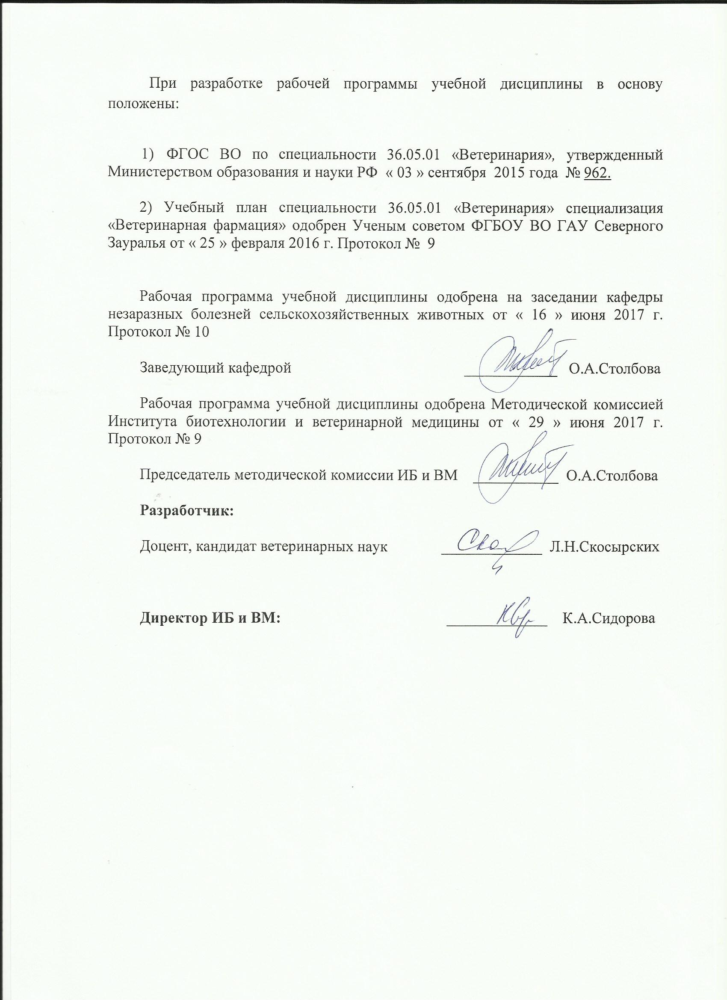 При разработке рабочей программы учебной дисциплины в основу
положены:
1) ФГОС ВО по специальности 36.05.01 «Ветеринария», утвержденный
Министерством образования и науки РФ « 03 » сентября 2015 года № 962.
2) Учебный план специальности 36.05.01 «Ветеринария» специализация
«Ветеринарная фармация» одобрен Ученым советом ФГБОУ ВО ГАУ Северного
Зауралья от « 25 » февраля 2016 г. Протокол № 9
Рабочая программа учебной дисциплины одобрена на заседании кафедры
незаразных болезней сельскохозяйственных животных от « 16 » июня 2017 г.
Протокол № 10
Заведующий кафедрой О.А.Столбова
Рабочая программа учебной дисциплины одобрена Методической комиссией
Института биотехнологии и ветеринарной медицины от « 29 » июня 2017 г.
Протокол № 9
Председатель методической комиссии ИБ и ВМ О.А.Столбова
Разработчик:
Доцент, кандидат ветеринарных наук Л.Н.Скосырских
Директор ИБ и ВМ: К.А.Сидорова